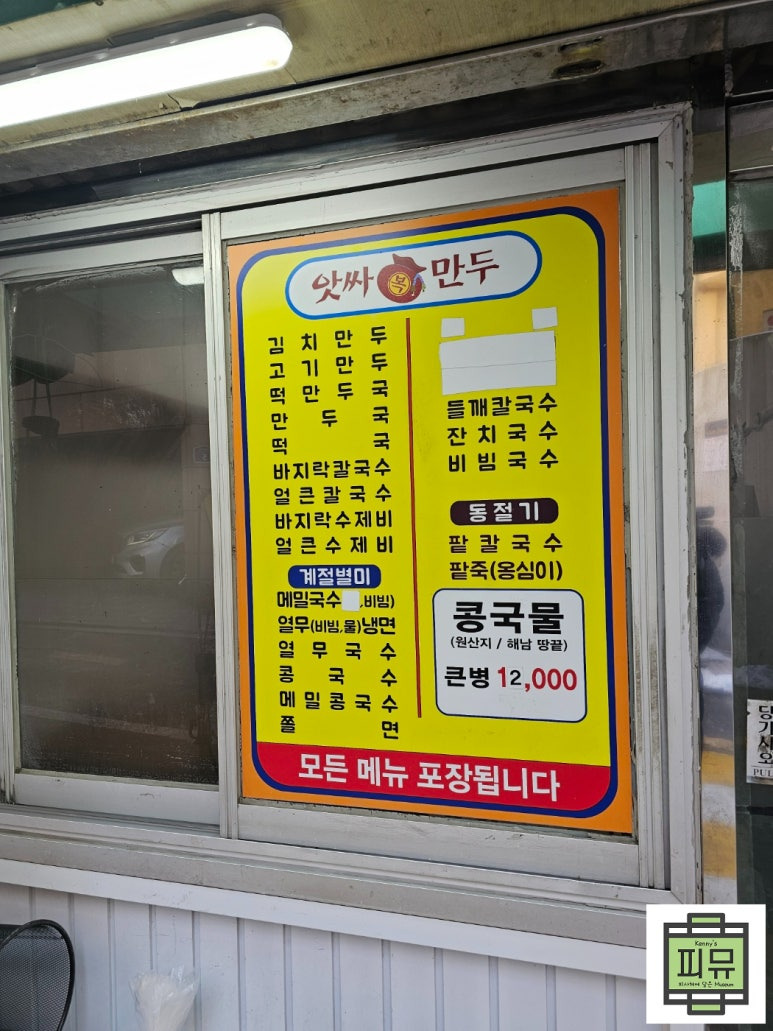 앗싸 복 만두
김치만두
고기만두
떡만두국
만두국
떡국
바지락칼국수
얼큰칼국수
바지락수제비
얼큰수제비
계절별미
메밀국수( ,비빔)
열무(비빔,물)냉면
열무국수
콩국수
메밀콩국수
쫄면
들깨칼국수
잔치국수
비빔국수
동절기
팥칼국수
팥죽(옹심이)
콩국물
(원산지 / 해남 땅끝)
큰병 12,000
모든 메뉴 포장됩니다
Kenny's
피뮤